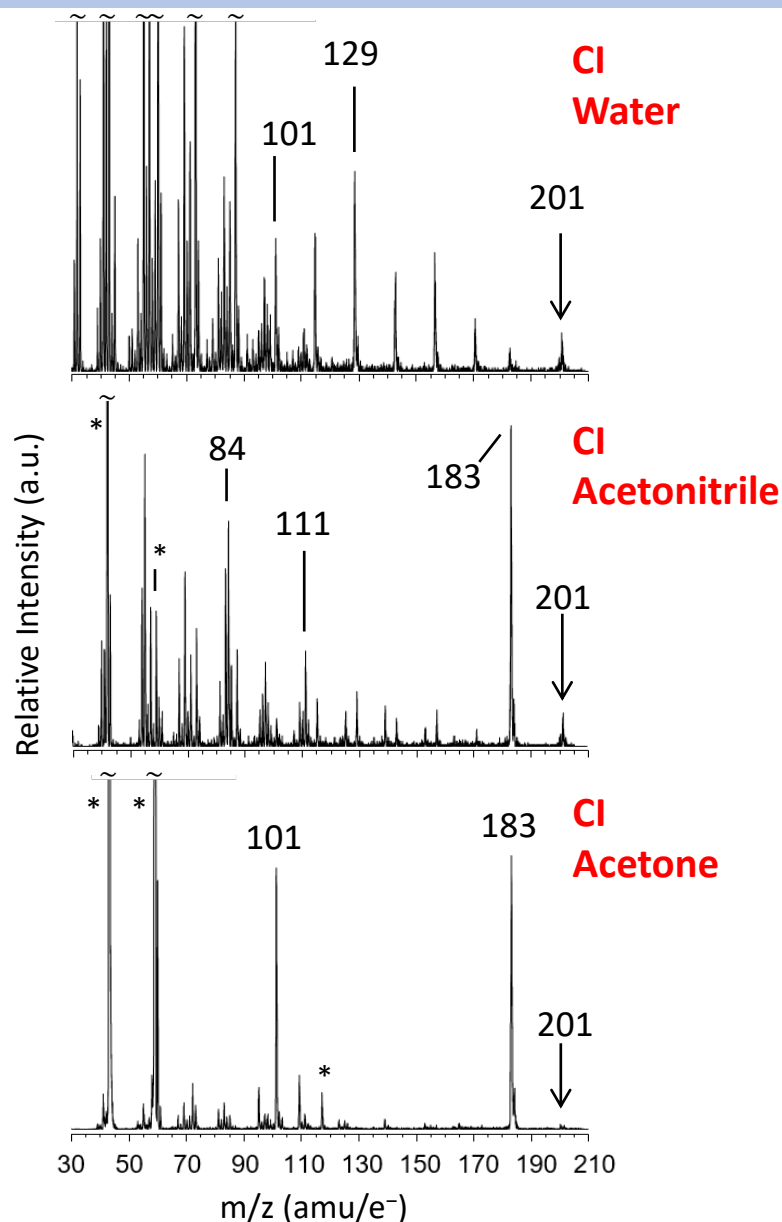 ~ ~ ~~ ~ ~
129
101
201
CI
Water
*
~
84
*
111
183
201
CI
Acetonitrile
Relative Intensity (a.u.)
~ ~
* *
101
*
183
201
CI
Acetone
30 50 70 90 110 130 150 170 190 210
m/z (amu/e⁻)